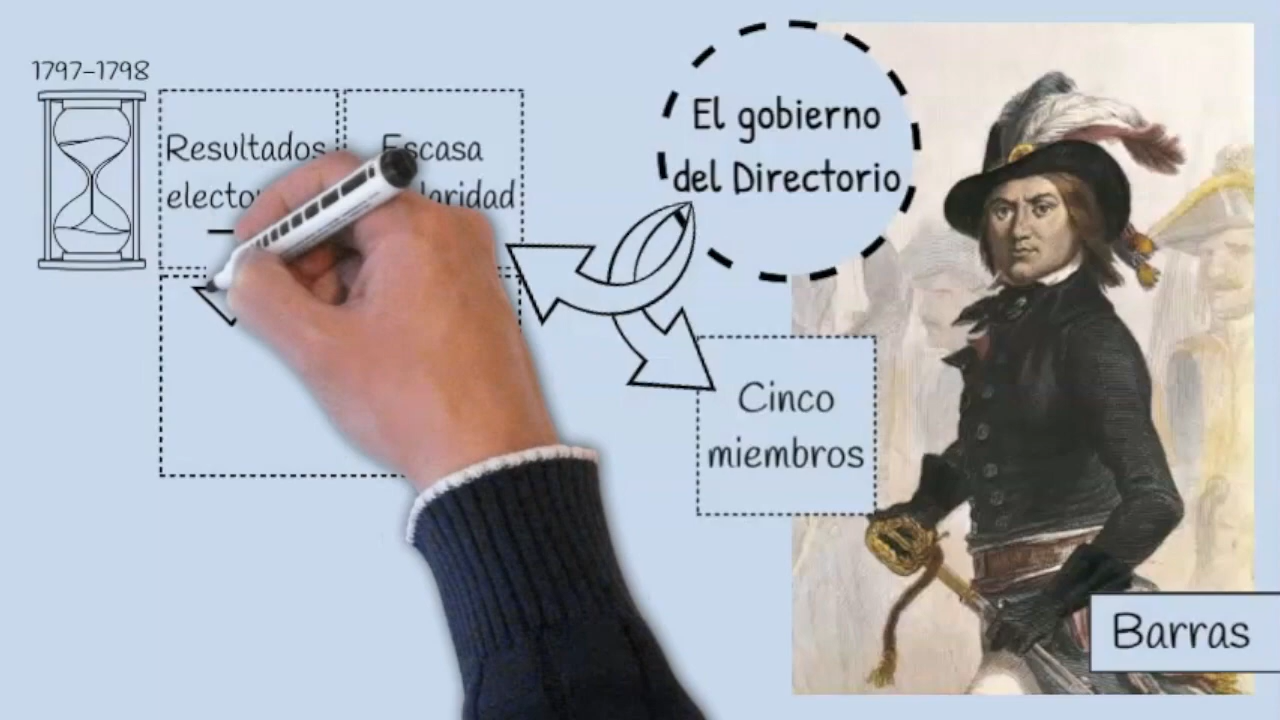 1797-1798
Resultados
Escasa
El gobierno
del Directorio
Cinco
miembros
Barras